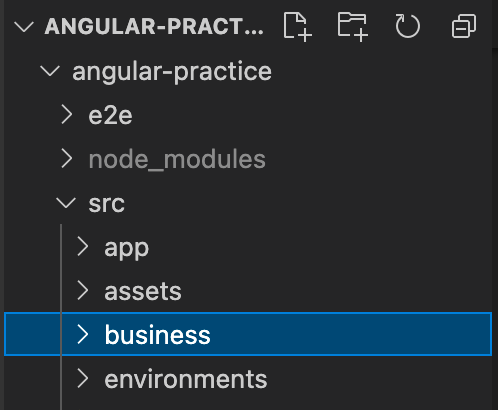 ANGULAR-PRACT...
angular-practice
e2e
node_modules
src
app
assets
business
environments